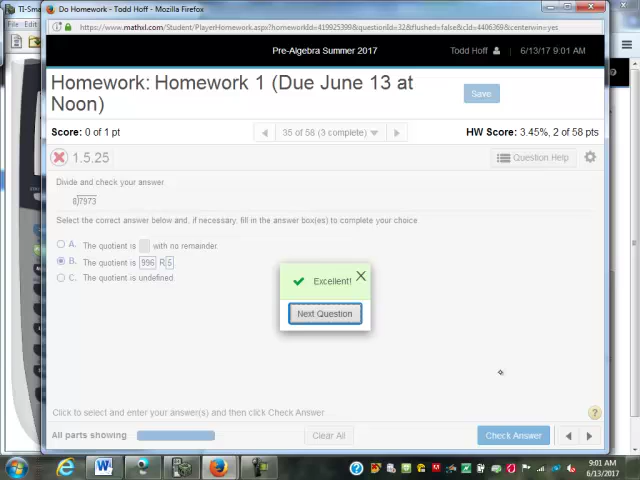 TI-Sma
Do Homework - Todd Hoff - Mozilla Firefox
File Edit
https://www.mathxl.com/Student/PlayerHomework.aspx?homeworkId=419925399&questionId=32&flushed=false&cId=4406369&centerwin=yes
Pre-Algebra Summer 2017
Todd Hoff
6/13/17 9:01 AM
Homework: Homework 1 (Due June 13 at
Noon)
Save
Score: 0 of 1 pt
35 of 58 (3 complete)
HW Score: 3.45%, 2 of 58 pts
1.5.25
Question Help
Divide and check your answer
8)7973
Select the correct answer below and, if necessary, fill in the answer box(es) to complete your choice
A. The quotient is with no remainder.
B. The quotient is 996 R 5
C. The quotient is undefined
Excellent!
Next Question
Click to select and enter your answer(s) and then click Check Answer
?
All parts showing
Clear All
Check Answer
9:01 AM
6/13/2017